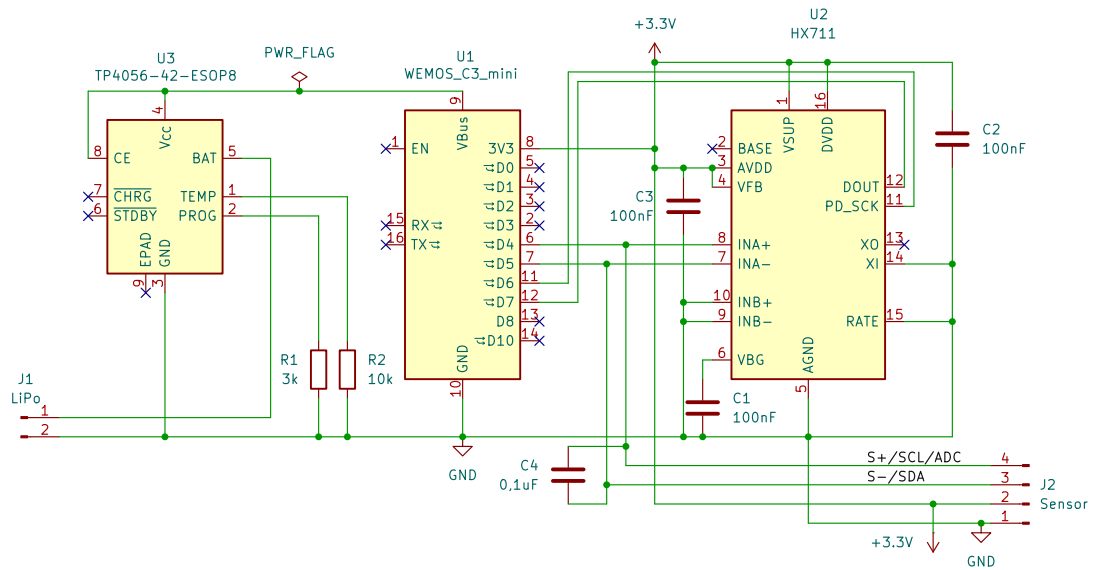 U3
TP4056-42-ESOP8
8
CE
7
CHRG
6
STDBY
4
Vcc
BAT
5
TEMP
1
PROG
2
EPAD
9
GND
3
PWR_FLAG
U1
WEMOS_C3_mini
9
VBus
1
EN
15
RX
16
TX
3V3
8
D0
5
D1
4
D2
3
D3
2
D4
6
D5
7
D6
11
D7
12
D8
13
D10
14
GND
10
GND
+3.3V
U2
HX711
1
VSUP
16
DVDD
2
BASE
3
AVDD
4
VFB
8
INA+
7
INA-
10
INB+
9
INB-
6
VBG
DOUT
12
PD_SCK
11
XO
13
XI
14
RATE
15
AGND
5
C2
100nF
C3
100nF
C1
100nF
C4
0,1uF
R1
3k
R2
10k
J1
LiPo
1
2
S+/SCL/ADC
4
S-/SDA
3
2
1
J2
Sensor
+3.3V
GND